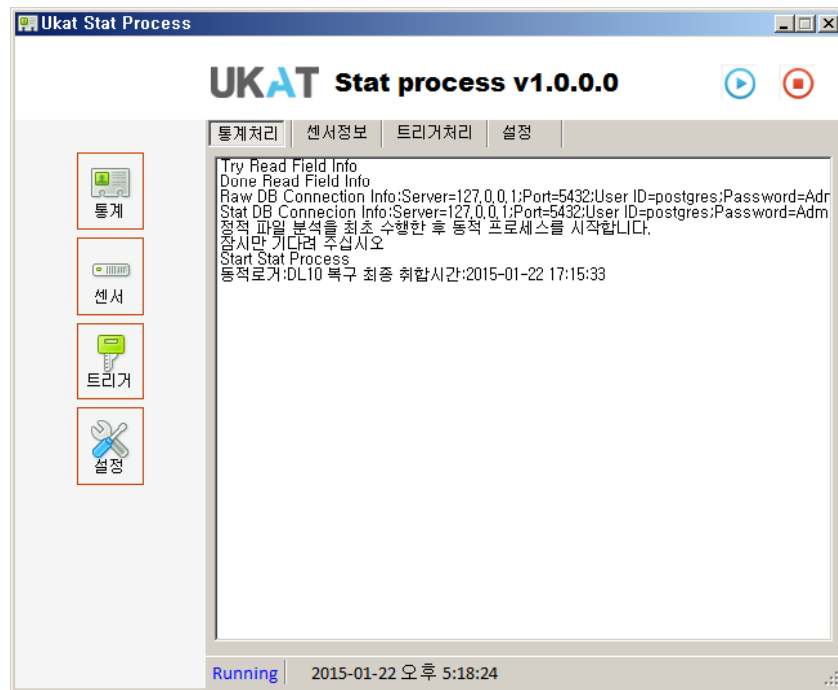 Ukat Stat Process
UKAT Stat process v1.0.0.0
통계처리 센서정보 트리거처리 설정
통계
센서
트리거
설정
Try Read Field Info
Done Read Field Info
Raw DB Connection Info:Server=127.0.0.1;Port=5432;User ID=postgres;Password=Adr
Stat DB Connecion Info:Server=127.0.0.1;Port=5432;User ID=postgres;Password=Adm
정적 파일 분석을 최초 수행한 후 동적 프로세스를 시작합니다.
잠시만 기다려 주십시오
Start Stat Process
동적로거:DL10 복구 최종 취합시간:2015-01-22 17:15:33
Running 2015-01-22 오후 5:18:24